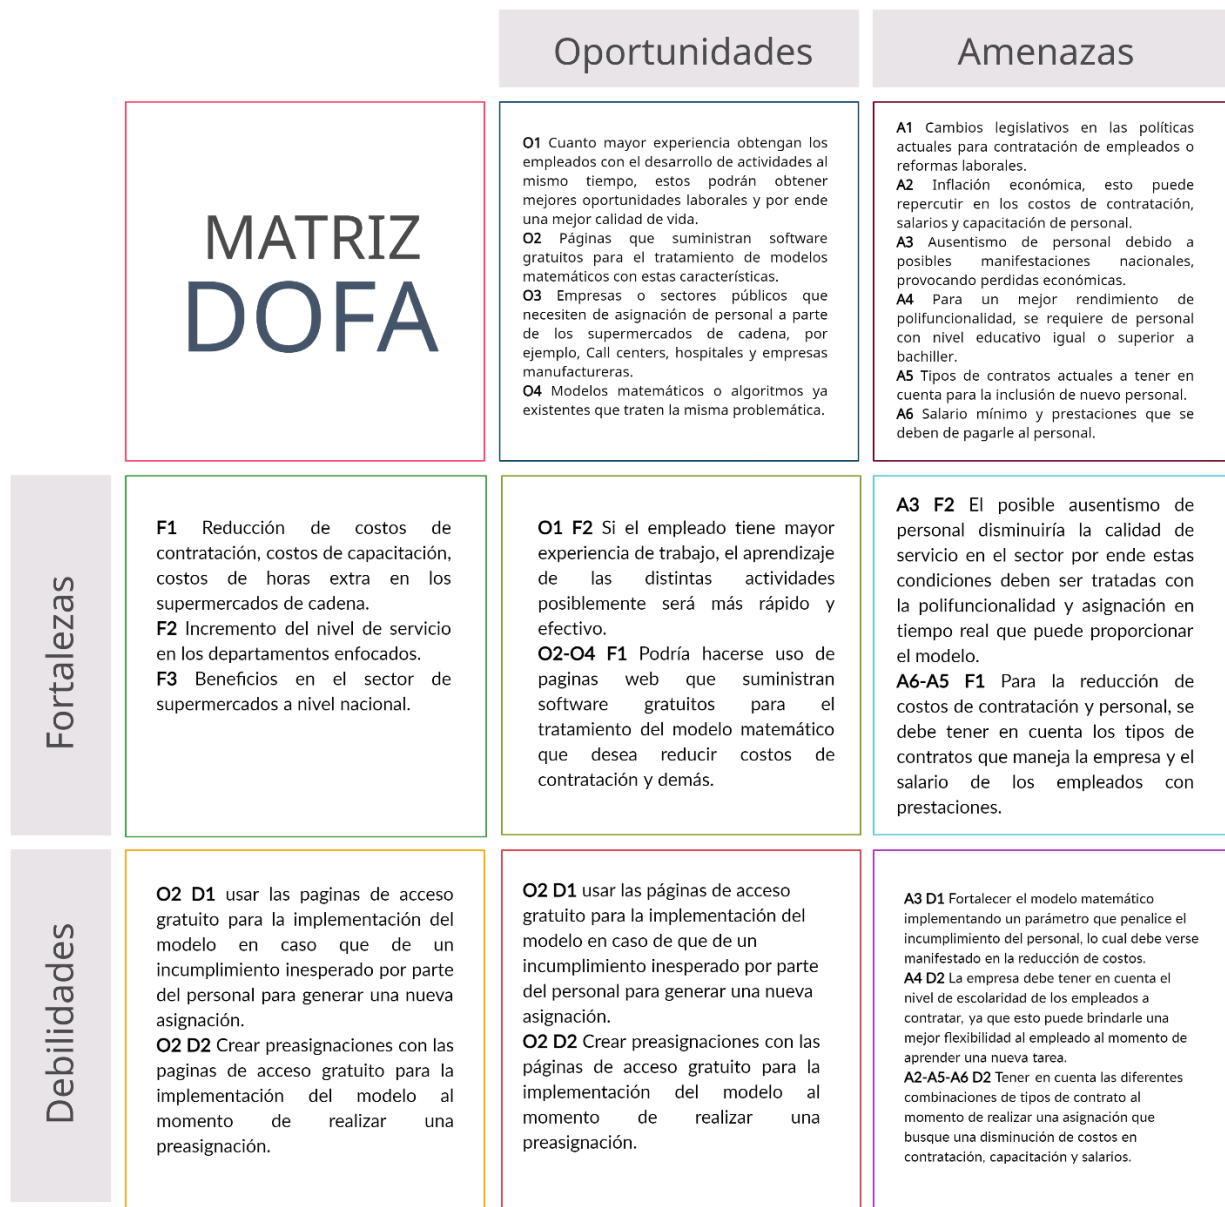 Oportunidades
Amenazas
MATRIZ
DOFA
O1 Cuanto mayor experiencia obtengan los
empleados con el desarrollo de actividades al
mismo tiempo, estos podrán obtener
mejores oportunidades laborales y por ende
una mejor calidad de vida.
O2 Páginas que suministran software
gratuitos para el tratamiento de modelos
matemáticos con estas características.
O3 Empresas o sectores públicos que
necesiten de asignación de personal a parte
de los supermercados de cadena, por
ejemplo, Call centers, hospitales y empresas
manufactureras.
O4 Modelos matemáticos o algoritmos ya
existentes que traten la misma problemática.
A1 Cambios legislativos en las políticas
actuales para contratación de empleados o
reformas laborales.
A2 Inflación económica, esto puede
repercutir en los costos de contratación,
salarios y capacitación de personal.
A3 Ausentismo de personal debido a
posibles manifestaciones nacionales,
provocando perdidas económicas.
A4 Para un mejor rendimiento de
polifuncionalidad, se requiere de personal
con nivel educativo igual o superior a
bachiller.
A5 Tipos de contratos actuales a tener en
cuenta para la inclusión de nuevo personal.
A6 Salario mínimo y prestaciones que se
deben de pagarle al personal.
Fortalezas
F1 Reducción de costos de
contratación, costos de capacitación,
costos de horas extra en los
supermercados de cadena.
F2 Incremento del nivel de servicio
en los departamentos enfocados.
F3 Beneficios en el sector de
supermercados a nivel nacional.
O1 F2 Si el empleado tiene mayor
experiencia de trabajo, el aprendizaje
de las distintas actividades
posiblemente será más rápido y
efectivo.
O2-O4 F1 Podría hacerse uso de
paginas web que suministran
software gratuitos para el
tratamiento del modelo matemático
que desea reducir costos de
contratación y demás.
A3 F2 El posible ausentismo de
personal disminuiría la calidad de
servicio en el sector por ende estas
condiciones deben ser tratadas con
la polifuncionalidad y asignación en
tiempo real que puede proporcionar
el modelo.
A6-A5 F1 Para la reducción de
costos de contratación y personal, se
debe tener en cuenta los tipos de
contratos que maneja la empresa y el
salario de los empleados con
prestaciones.
Debilidades
O2 D1 usar las paginas de acceso
gratuito para la implementación del
modelo en caso que de un
incumplimiento inesperado por parte
del personal para generar una nueva
asignación.
O2 D2 Crear preasignaciones con las
paginas de acceso gratuito para la
implementación del modelo al
momento de realizar una
preasignación.
O2 D1 usar las páginas de acceso
gratuito para la implementación del
modelo en caso de que de un
incumplimiento inesperado por parte
del personal para generar una nueva
asignación.
O2 D2 Crear preasignaciones con las
páginas de acceso gratuito para la
implementación del modelo al
momento de realizar una
preasignación.
A3 D1 Fortalecer el modelo matemático
implementando un parámetro que penalice el
incumplimiento del personal, lo cual debe verse
manifestado en la reducción de costos.
A4 D2 La empresa debe tener en cuenta el
nivel de escolaridad de los empleados a
contratar, ya que esto puede brindarle una
mejor flexibilidad al empleado al momento de
aprender una nueva tarea.
A2-A5-A6 D2 Tener en cuenta las diferentes
combinaciones de tipos de contrato al
momento de realizar una asignación que
busque una disminución de costos en
contratación, capacitación y salarios.